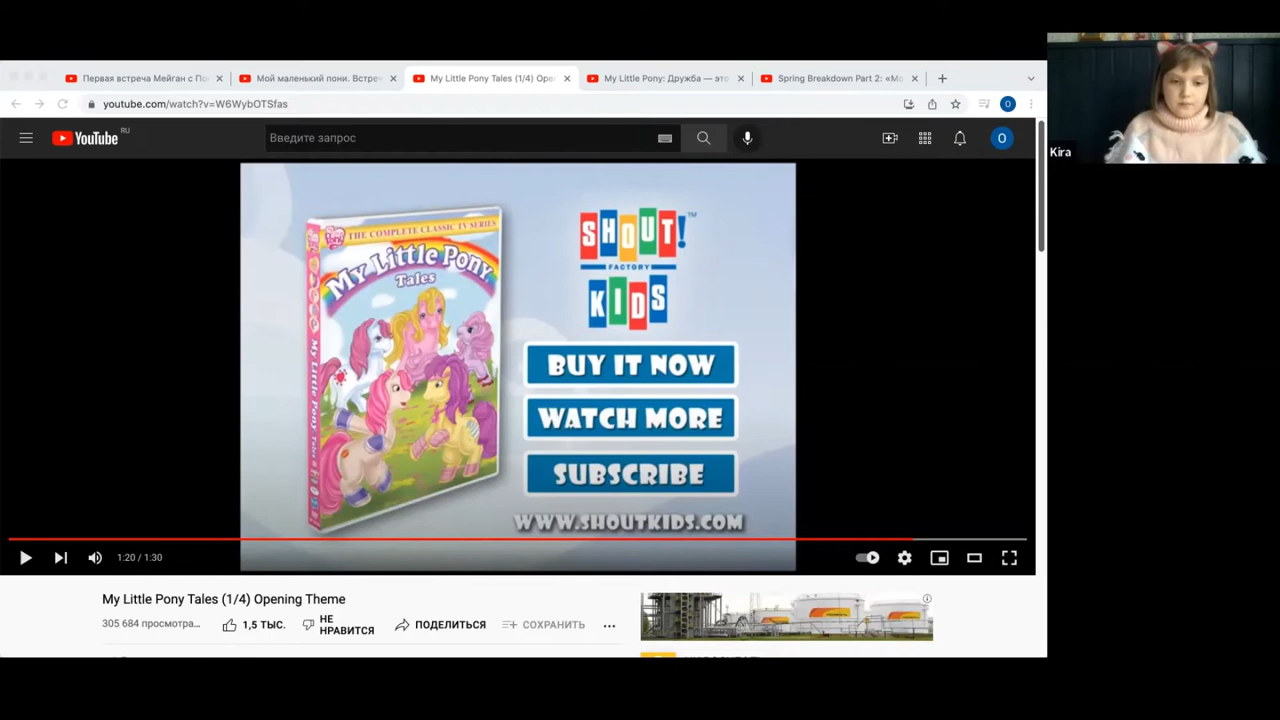 Первая встреча Мейган с По
Мой маленький пони. Встреч
My Little Pony Tales (1/4) Ope
My Little Pony: Дружба — это
Spring Breakdown Part 2: «Мо
youtube.com/watch?v=W6WybOTSfas
O
YouTube RU
Введите запрос
O
Kira
THE COMPLETE CLASSIC TV SERIES
My Little Pony
Tales
My Little Pony Tales
SHOUT! TM
FACTORY
KIDS
BUY IT NOW
WATCH MORE
SUBSCRIBE
WWW.SHOUTKIDS.COM
1:20 / 1:30
My Little Pony Tales (1/4) Opening Theme
305 684 просмотра...
1,5 ТЫС.
НЕ НРАВИТСЯ
ПОДЕЛИТЬСЯ
СОХРАНИТЬ